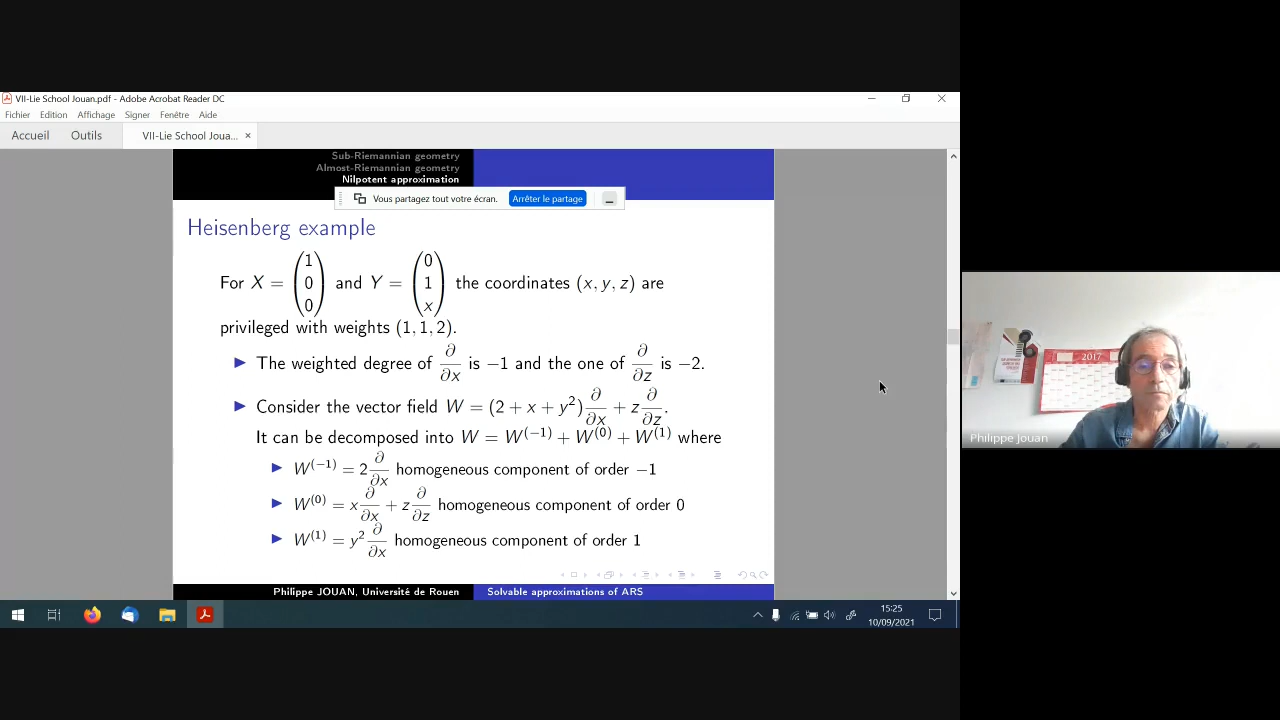 VII-Lie School Jouan.pdf - Adobe Acrobat Reader DC
Fichier Edition Affichage Signer Fenêtre Aide
Accueil Outils VII-Lie School Joua... ×
Sub-Riemannian geometry
Almost-Riemannian geometry
Nilpotent approximation
Vous partagez tout votre écran. Arrêter le partage
Heisenberg example
For X = (1 0 0) and Y = (0 1 x) the coordinates (x, y, z) are
privileged with weights (1, 1, 2).
▶ The weighted degree of ∂/∂x is −1 and the one of ∂/∂z is −2.
▶ Consider the vector field W = (2 + x + y²)∂/∂x + z∂/∂z.
It can be decomposed into W = W⁽⁻¹⁾ + W⁽⁰⁾ + W⁽¹⁾ where
▶ W⁽⁻¹⁾ = 2∂/∂x homogeneous component of order −1
▶ W⁽⁰⁾ = x∂/∂x + z∂/∂z homogeneous component of order 0
▶ W⁽¹⁾ = y²∂/∂x homogeneous component of order 1
Philippe JOUAN, Université de Rouen Solvable approximations of ARS
15:25
10/09/2021
2017
Philippe Jouan